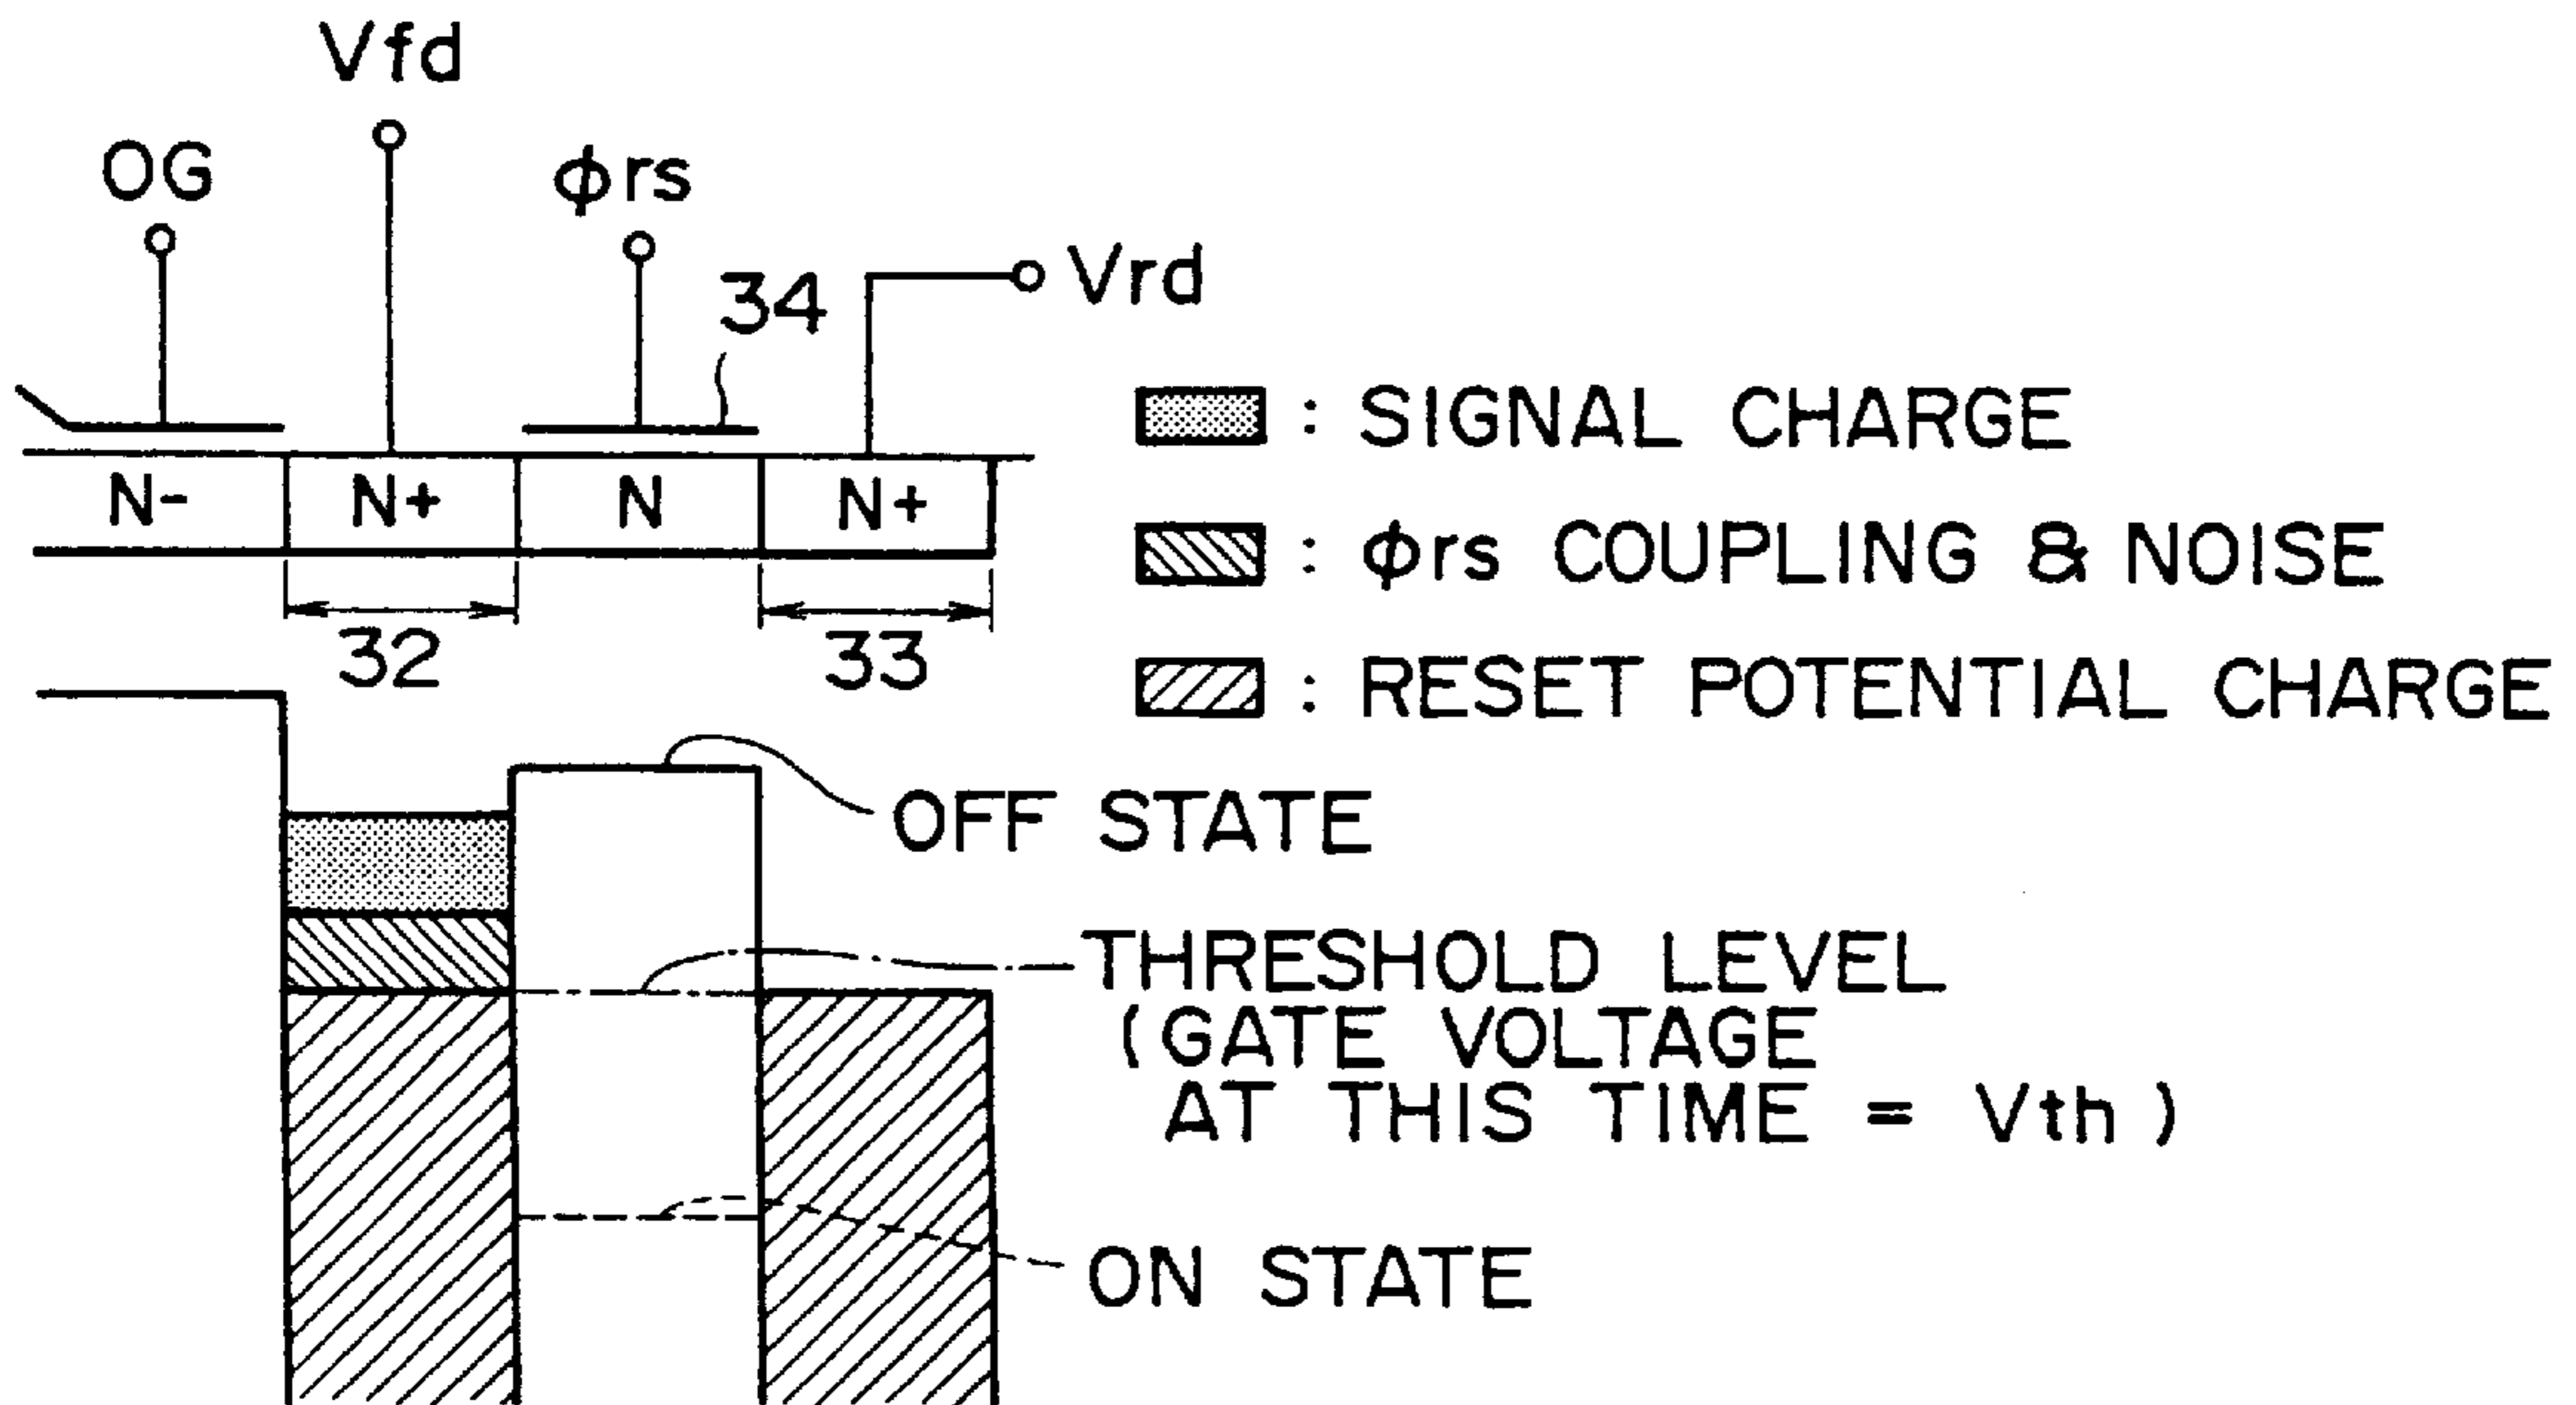 Vfd
OG
φrs
34
Vrd
N-
N+
N
N+
32
33
: SIGNAL CHARGE
: φrs COUPLING & NOISE
: RESET POTENTIAL CHARGE
OFF STATE
THRESHOLD LEVEL
(GATE VOLTAGE
AT THIS TIME = Vth )
ON STATE